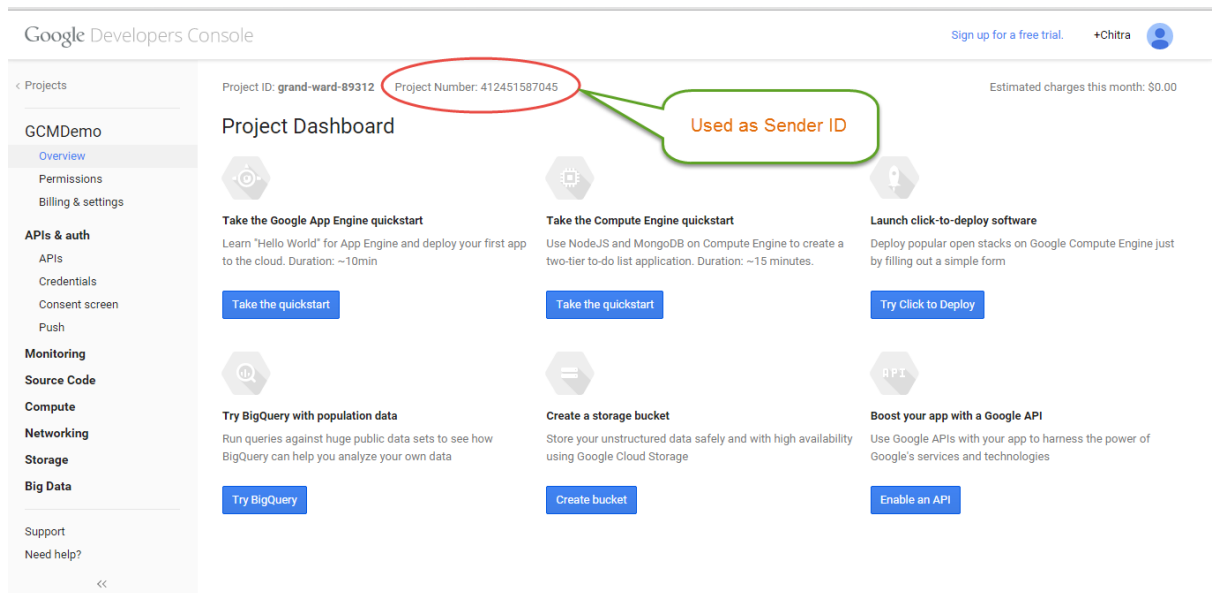 Google Developers Console
Sign up for a free trial.
+Chitra
< Projects
Project ID: grand-ward-89312
Project Number: 412451587045
Estimated charges this month: $0.00
Used as Sender ID
GCMDemo
Overview
Permissions
Billing & settings
APIs & auth
APIs
Credentials
Consent screen
Push
Monitoring
Source Code
Compute
Networking
Storage
Big Data
Support
Need help?
<<
Project Dashboard
Take the Google App Engine quickstart
Learn "Hello World" for App Engine and deploy your first app
to the cloud. Duration: ~10min
Take the quickstart
Take the Compute Engine quickstart
Use NodeJS and MongoDB on Compute Engine to create a
two-tier to-do list application. Duration: ~15 minutes.
Take the quickstart
Launch click-to-deploy software
Deploy popular open stacks on Google Compute Engine just
by filling out a simple form
Try Click to Deploy
Try BigQuery with population data
Run queries against huge public data sets to see how
BigQuery can help you analyze your own data
Try BigQuery
Create a storage bucket
Store your unstructured data safely and with high availability
using Google Cloud Storage
Create bucket
API
Boost your app with a Google API
Use Google APIs with your app to harness the power of
Google's services and technologies
Enable an API